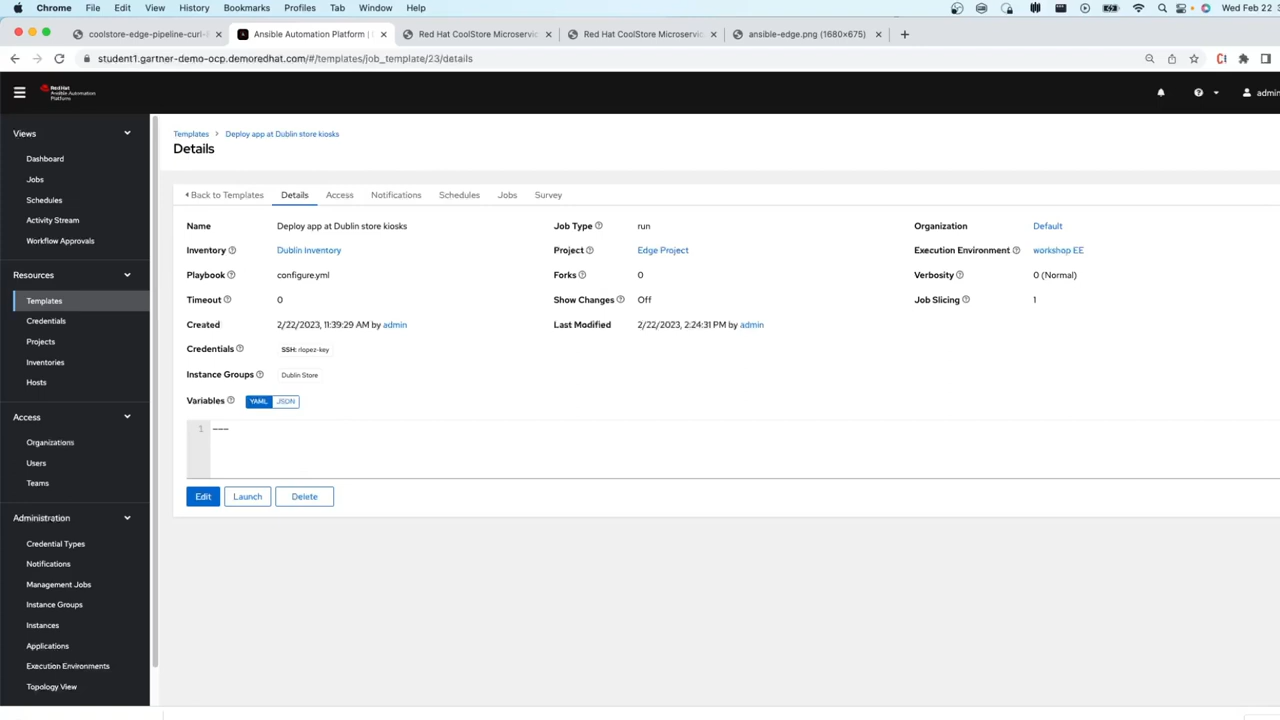 Chrome File Edit View History Bookmarks Profiles Tab Window Help Wed Feb 22
coolstore-edge-pipeline-curl- Ansible Automation Platform | Red Hat CoolStore Microservic Red Hat CoolStore Microservic ansible-edge.png (1680×675)
student1.gartner-demo-ocp.demoredhat.com/#/templates/job_template/23/details
Red Hat
Ansible Automation
Platform
admin
Views
Dashboard
Jobs
Schedules
Activity Stream
Workflow Approvals
Resources
Templates
Credentials
Projects
Inventories
Hosts
Access
Organizations
Users
Teams
Administration
Credential Types
Notifications
Management Jobs
Instance Groups
Instances
Applications
Execution Environments
Topology View
Templates > Deploy app at Dublin store kiosks
Details
Back to Templates Details Access Notifications Schedules Jobs Survey
Name Deploy app at Dublin store kiosks Job Type run Organization Default
Inventory Dublin Inventory Project Edge Project Execution Environment workshop EE
Playbook configure.yml Forks 0 Verbosity 0 (Normal)
Timeout 0 Show Changes Off Job Slicing 1
Created 2/22/2023, 11:39:29 AM by admin Last Modified 2/22/2023, 2:24:31 PM by admin
Credentials SSH: rlopez-key
Instance Groups Dublin Store
Variables YAML JSON
1 ---
Edit Launch Delete